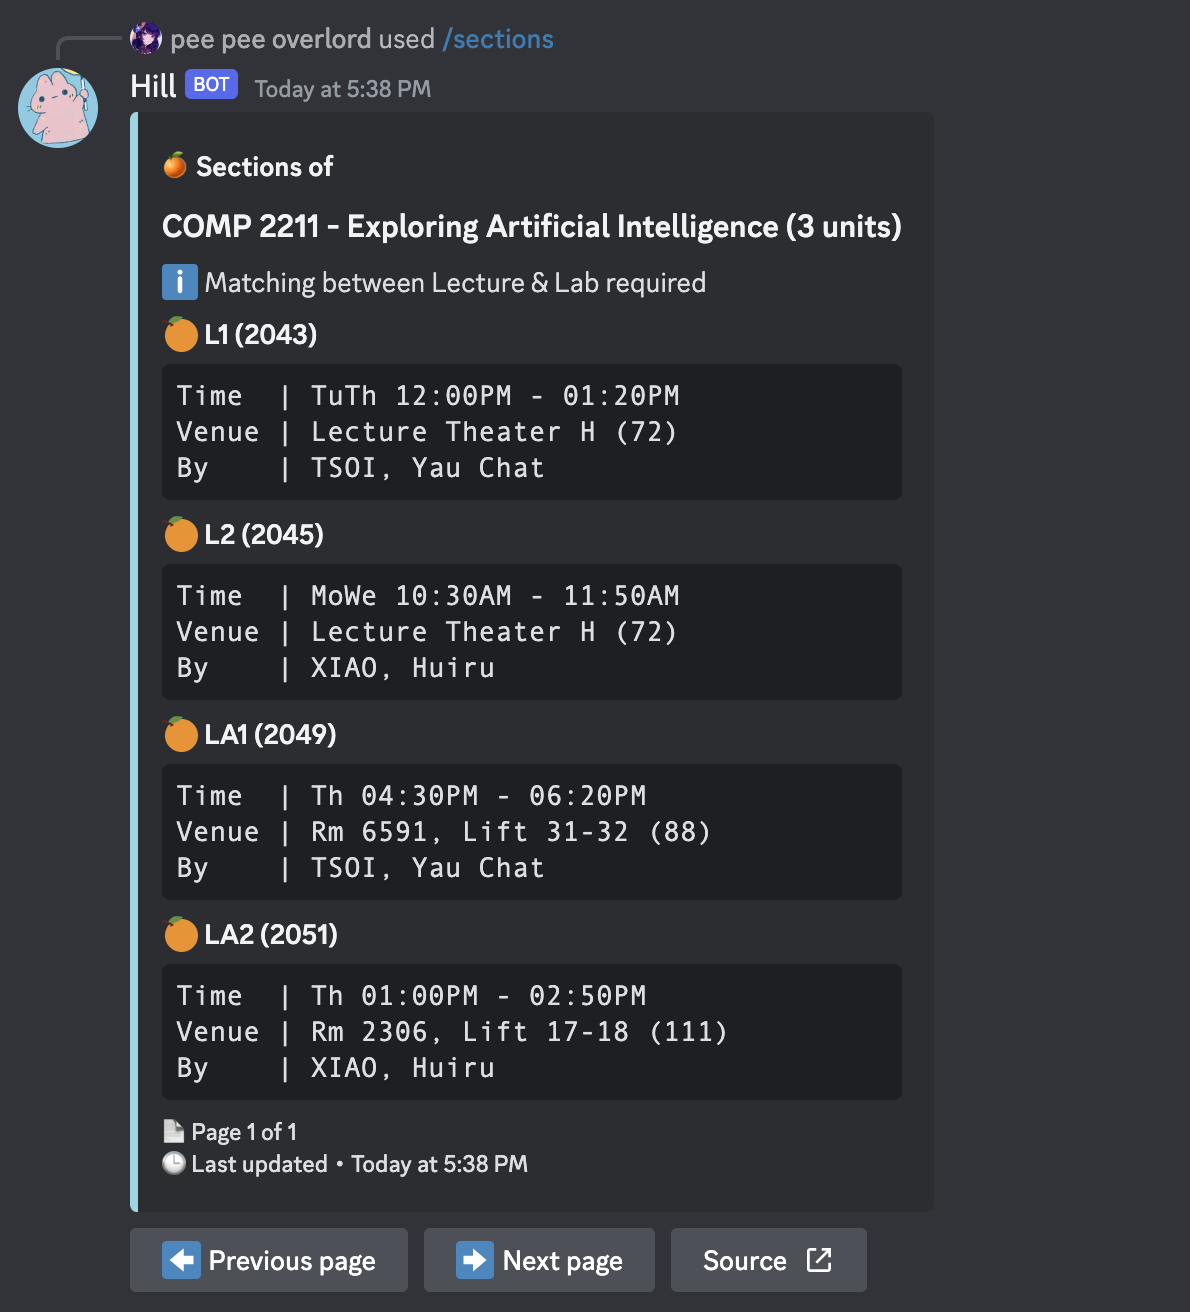 pee pee overlord used /sections
Hill BOT Today at 5:38 PM
Sections of
COMP 2211 - Exploring Artificial Intelligence (3 units)
Matching between Lecture & Lab required
L1 (2043)
Time | TuTh 12:00PM - 01:20PM
Venue | Lecture Theater H (72)
By | TSOI, Yau Chat
L2 (2045)
Time | MoWe 10:30AM - 11:50AM
Venue | Lecture Theater H (72)
By | XIAO, Huiru
LA1 (2049)
Time | Th 04:30PM - 06:20PM
Venue | Rm 6591, Lift 31-32 (88)
By | TSOI, Yau Chat
LA2 (2051)
Time | Th 01:00PM - 02:50PM
Venue | Rm 2306, Lift 17-18 (111)
By | XIAO, Huiru
Page 1 of 1
Last updated • Today at 5:38 PM
Previous page Next page Source